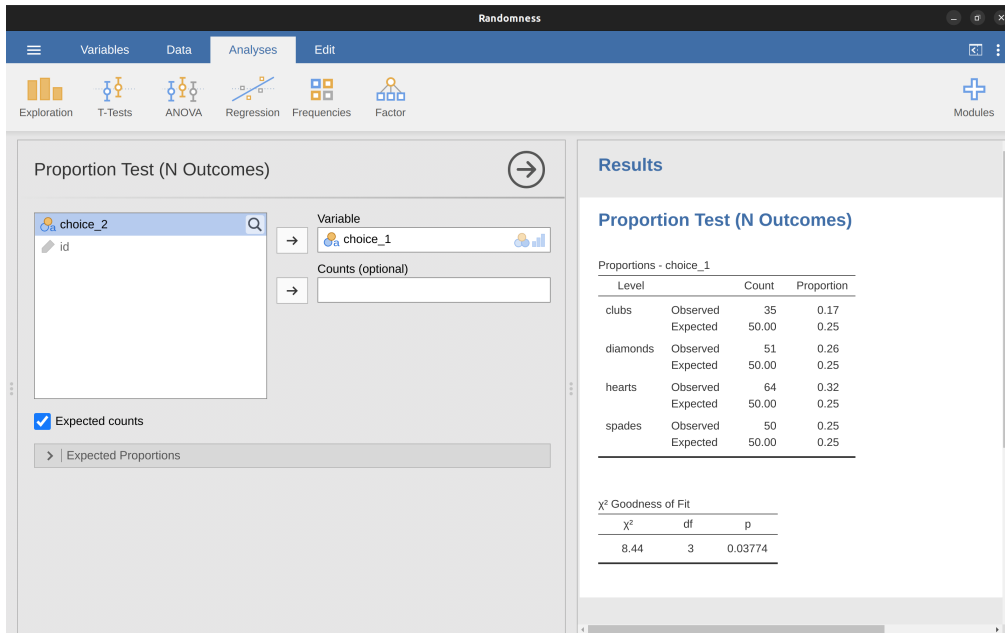 Randomness
Variables Data Analyses Edit
Exploration T-Tests ANOVA Regression Frequencies Factor Modules
Proportion Test (N Outcomes)
choice_2
id
Variable
choice_1
Counts (optional)
Expected counts
Expected Proportions
Results
Proportion Test (N Outcomes)
Proportions - choice_1
Level Count Proportion
clubs Observed 35 0.17
Expected 50.00 0.25
diamonds Observed 51 0.26
Expected 50.00 0.25
hearts Observed 64 0.32
Expected 50.00 0.25
spades Observed 50 0.25
Expected 50.00 0.25
χ² Goodness of Fit
χ² df p
8.44 3 0.03774